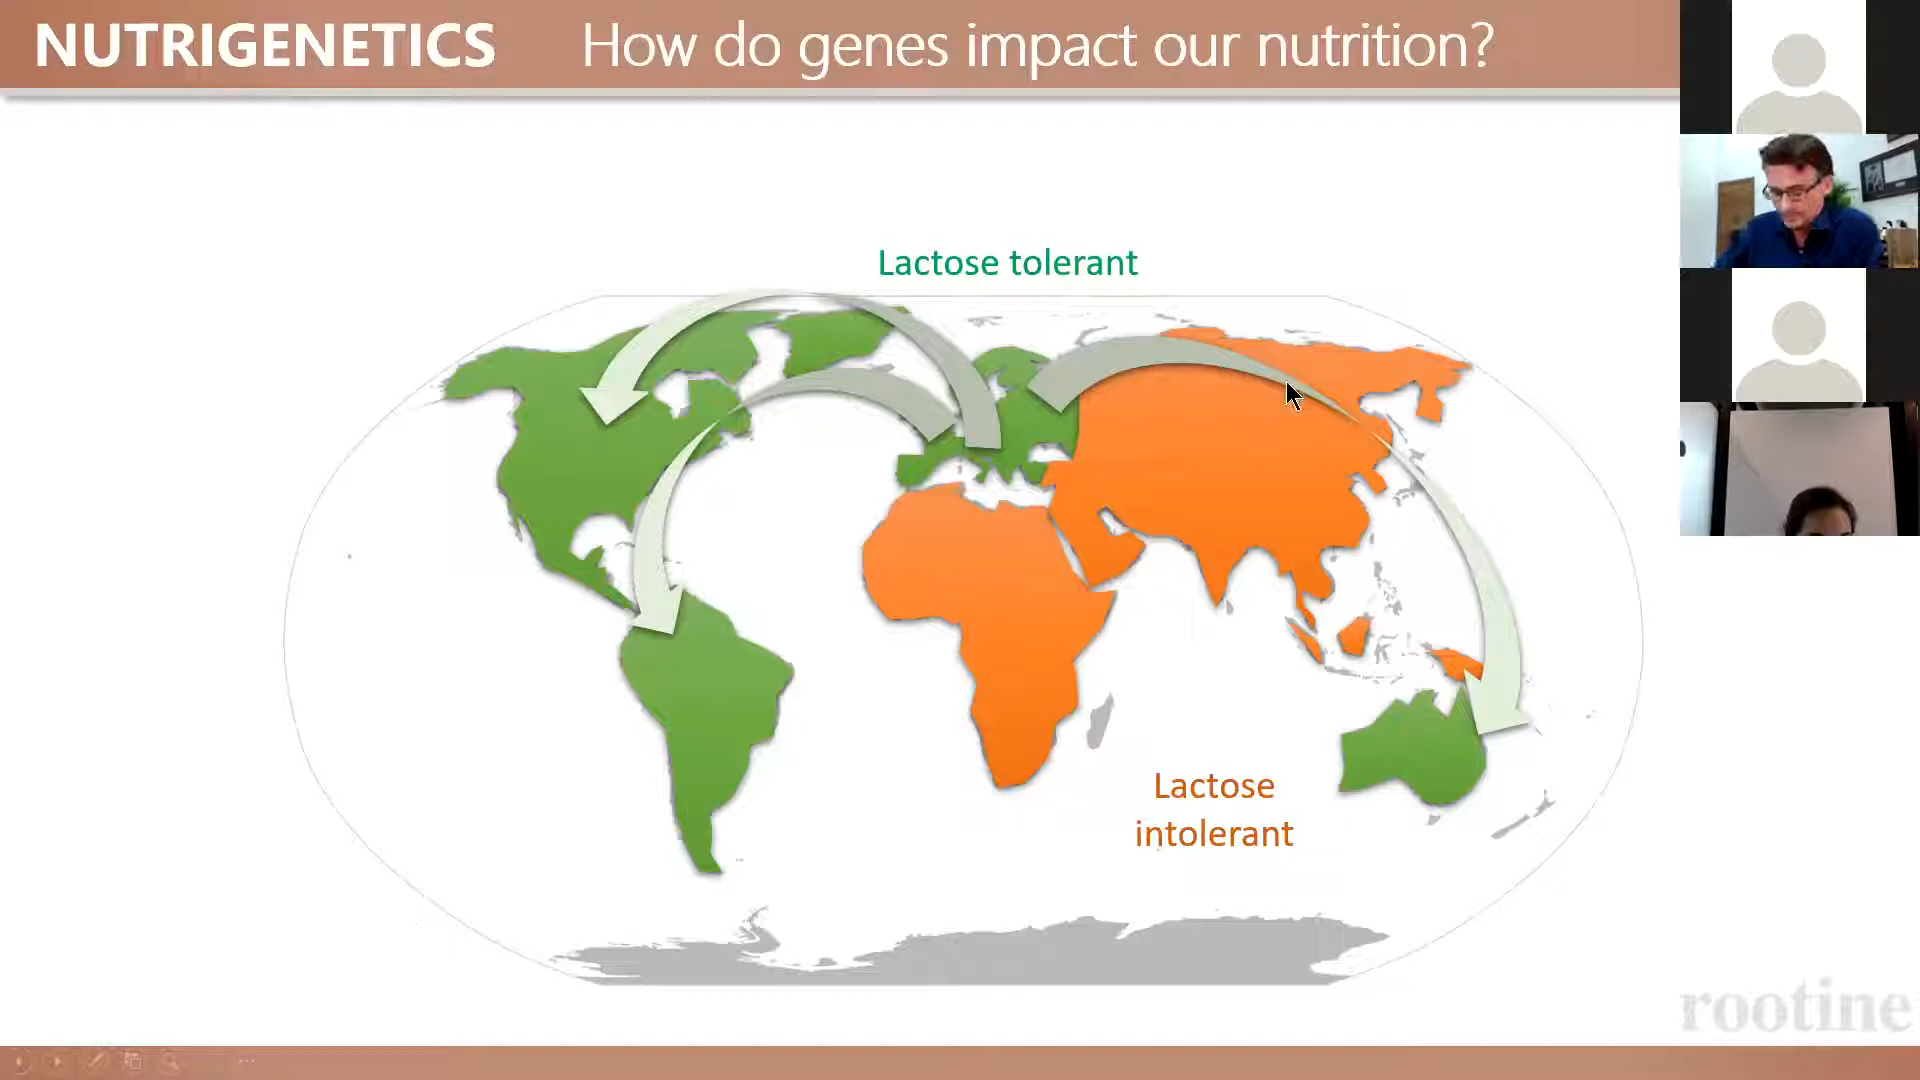 NUTRIGENETICS How do genes impact our nutrition?
Lactose tolerant
Lactose
intolerant
rootine